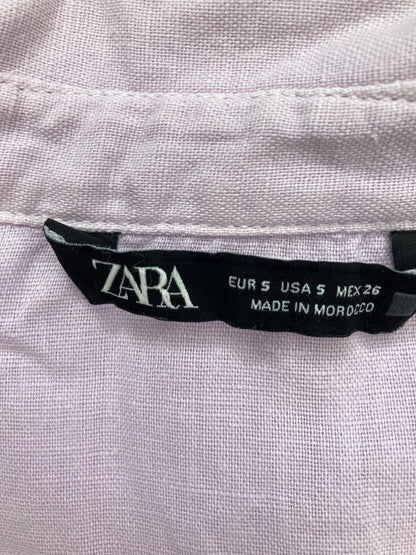 ZARA
EUR S USA S MEX 26
MADE IN MOROCCO